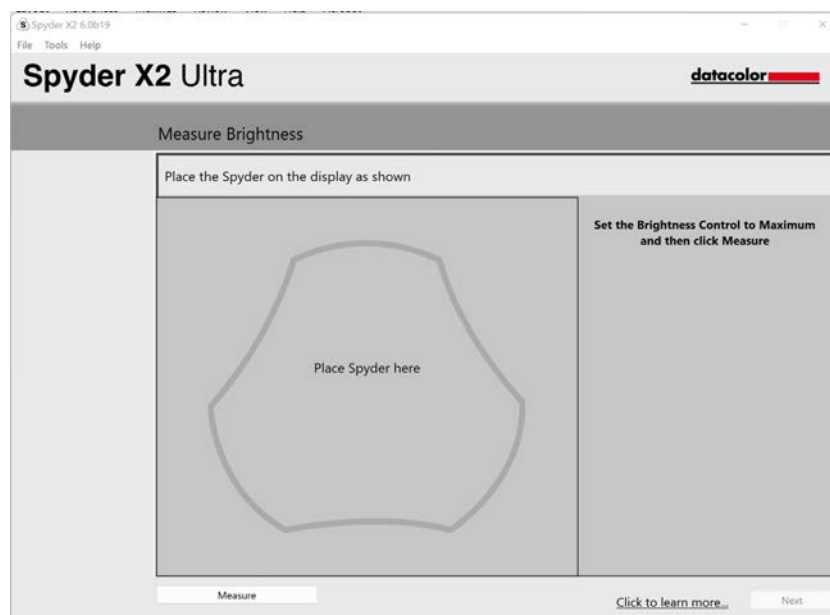 Spyder X2 6.0b19
File Tools Help
Spyder X2 Ultra
datacolor
Measure Brightness
Place the Spyder on the display as shown
Set the Brightness Control to Maximum
and then click Measure
Place Spyder here
Measure
Click to learn more...
Next